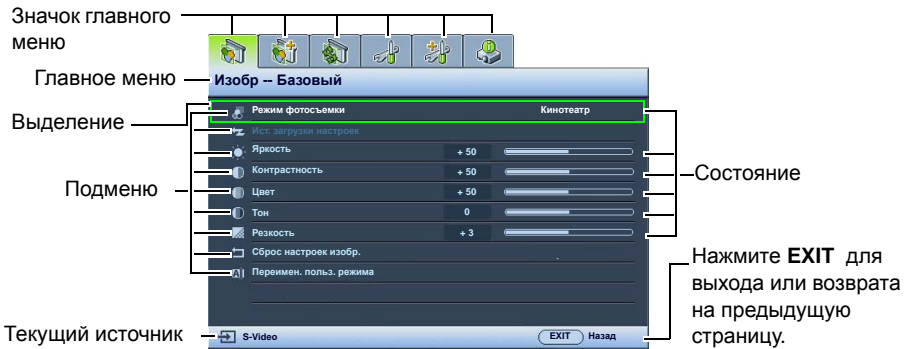 Значок главного
меню
Главное меню
Изобр -- Базовый
Выделение
Режим фотосъемки Кинотеатр
Ист. загрузки настроек
Яркость + 50
Контрастность + 50
Подменю
Состояние
Цвет + 50
Тон 0
Резкость + 3
Сброс настроек изобр.
Переимен. польз. режима
Нажмите EXIT для
выхода или возврата
на предыдущую
страницу.
Текущий источник
S-Video
EXIT Назад